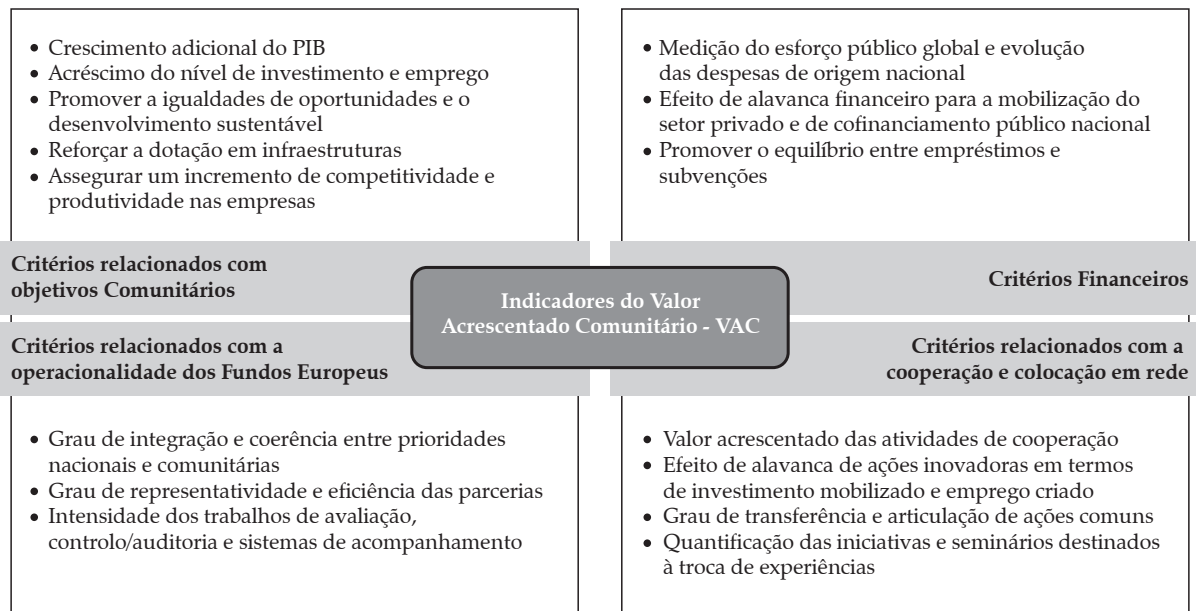 • Crescimento adicional do PIB
• Acréscimo do nível de investimento e emprego
• Promover a igualdades de oportunidades e o
desenvolvimento sustentável
• Reforçar a dotação em infraestruturas
• Assegurar um incremento de competitividade e
produtividade nas empresas
• Medição do esforço público global e evolução
das despesas de origem nacional
• Efeito de alavanca financeiro para a mobilização do
setor privado e de cofinanciamento público nacional
• Promover o equilíbrio entre empréstimos e
subvenções
Critérios relacionados com
objetivos Comunitários
Critérios Financeiros
Indicadores do Valor
Acrescentado Comunitário - VAC
Critérios relacionados com a
operacionalidade dos Fundos Europeus
Critérios relacionados com a
cooperação e colocação em rede
• Grau de integração e coerência entre prioridades
nacionais e comunitárias
• Grau de representatividade e eficiência das parcerias
• Intensidade dos trabalhos de avaliação,
controlo/auditoria e sistemas de acompanhamento
• Valor acrescentado das atividades de cooperação
• Efeito de alavanca de ações inovadoras em termos
de investimento mobilizado e emprego criado
• Grau de transferência e articulação de ações comuns
• Quantificação das iniciativas e seminários destinados
à troca de experiências